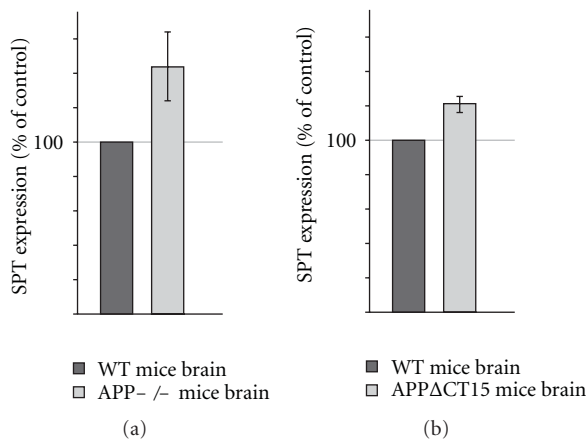 SPT expression (% of control)
100
WT mice brain
APP− /− mice brain
(a)
SPT expression (% of control)
100
WT mice brain
APPΔCT15 mice brain
(b)